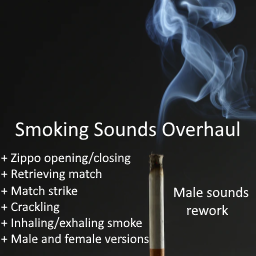 Smoking Sounds Overhaul
+ Zippo opening/closing
+ Retrieving match
+ Match strike
+ Crackling
+ Inhaling/exhaling smoke
+ Male and female versions
Male sounds
rework